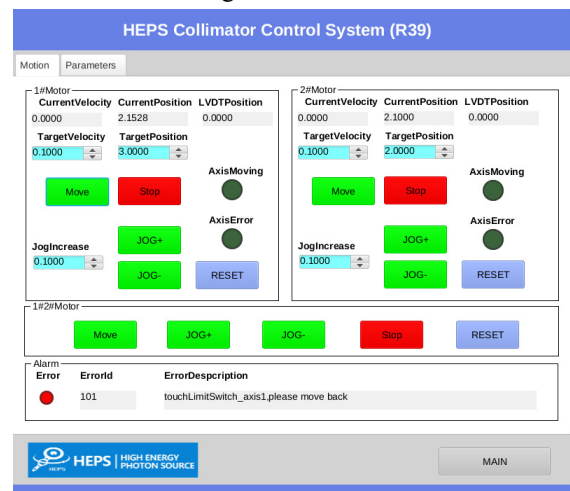 HEPS Collimator Control System (R39)
Motion Parameters
1#Motor 2#Motor
CurrentVelocity CurrentPosition LVDTPosition CurrentVelocity CurrentPosition LVDTPosition
0.0000 2.1528 0.0000 0.0000 2.1000 0.0000
TargetVelocity TargetPosition TargetVelocity TargetPosition
0.1000 3.0000 0.1000 2.0000
AxisMoving AxisMoving
Move Stop Move Stop
AxisError AxisError
JOG+ JOG+
JogIncrease JogIncrease
0.1000 0.1000
JOG- RESET JOG- RESET
1#2#Motor
Move JOG+ JOG- Stop RESET
Alarm
Error ErrorId ErrorDespcription
101 touchLimitSwitch_axis1,please move back
HEPS HEPS HIGH ENERGY
PHOTON SOURCE
MAIN